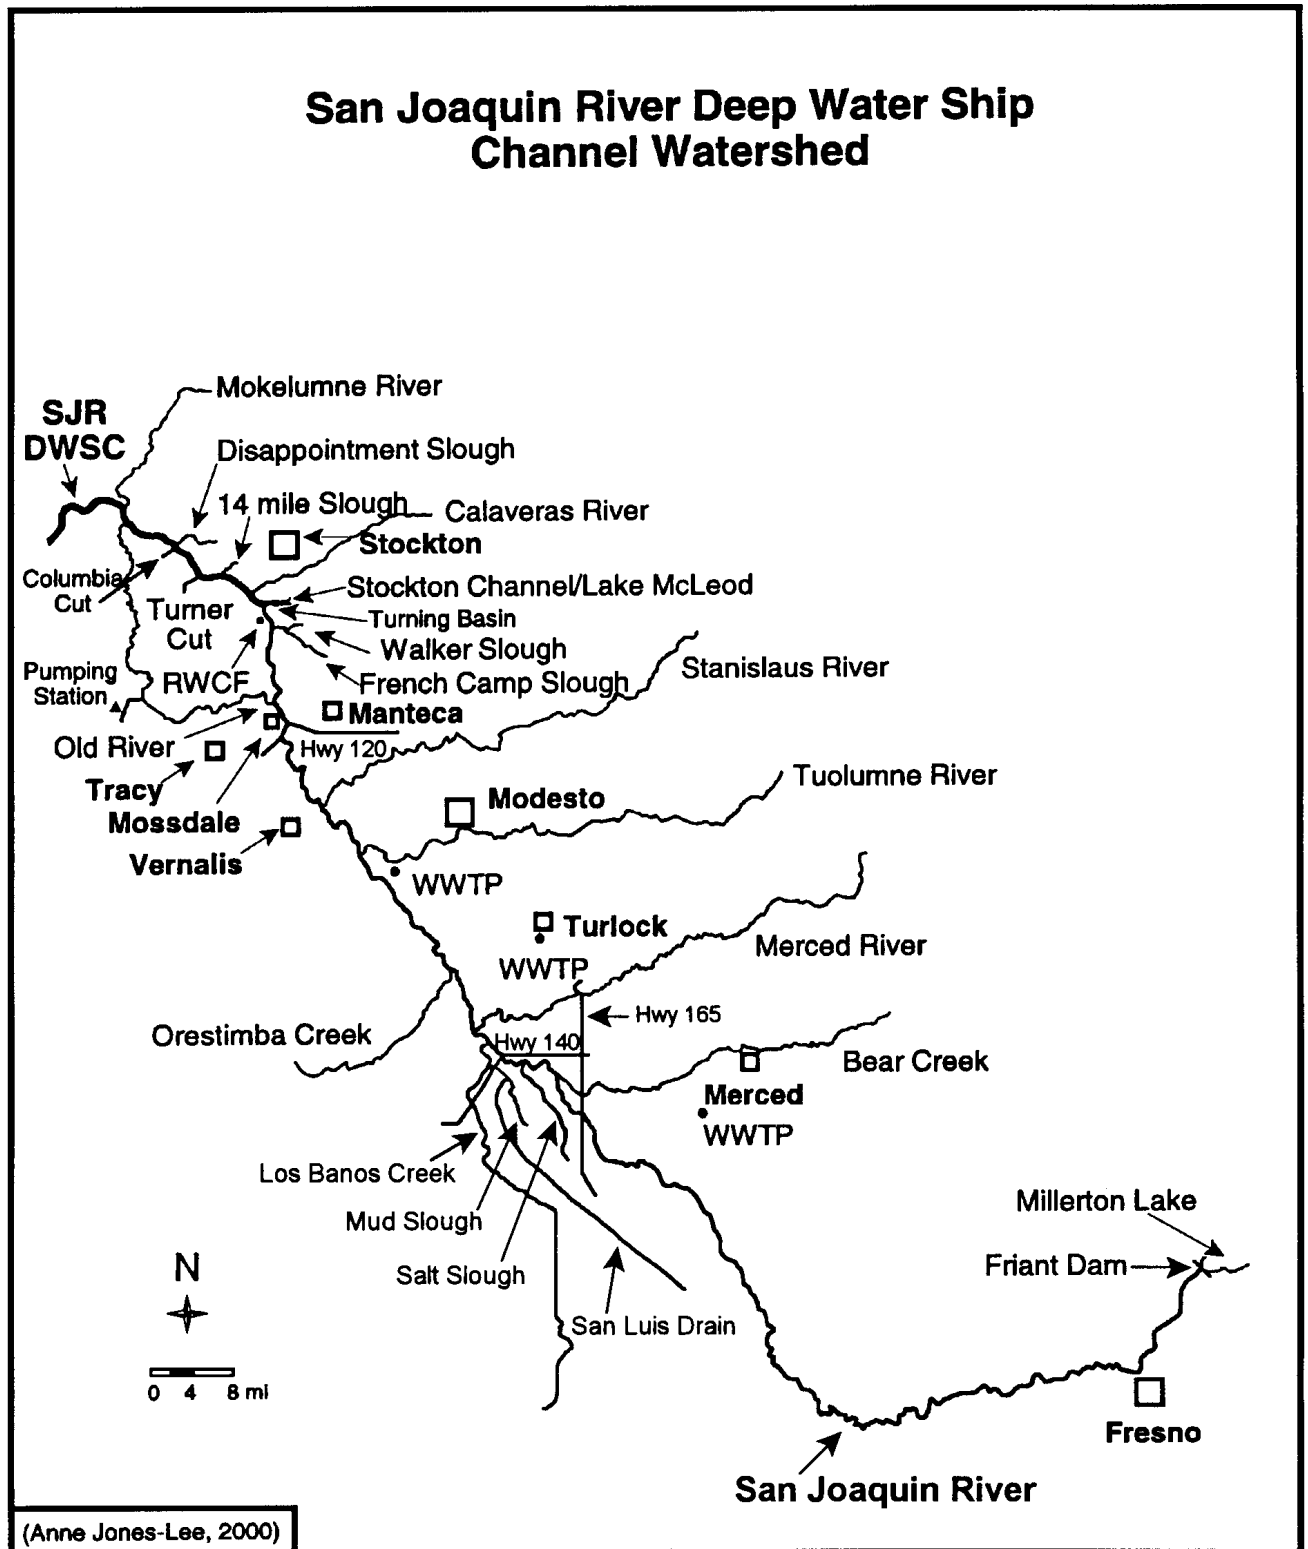 San Joaquin River Deep Water Ship
Channel Watershed
Mokelumne River
SJR
DWSC
Disappointment Slough
14 mile Slough
Calaveras River
Stockton
Columbia
Cut
Turner
Cut
Stockton Channel/Lake McLeod
Turning Basin
Walker Slough
Stanislaus River
Pumping
Station
RWCF
French Camp Slough
Manteca
Old River
Hwy 120
Tracy
Mossdale
Vernalis
Modesto
Tuolumne River
WWTP
Turlock
WWTP
Merced River
Hwy 165
Orestimba Creek
Hwy 140
Bear Creek
Merced
WWTP
Los Banos Creek
Mud Slough
Salt Slough
San Luis Drain
Millerton Lake
Friant Dam
N
0 4 8 mi
Fresno
San Joaquin River
(Anne Jones-Lee, 2000)